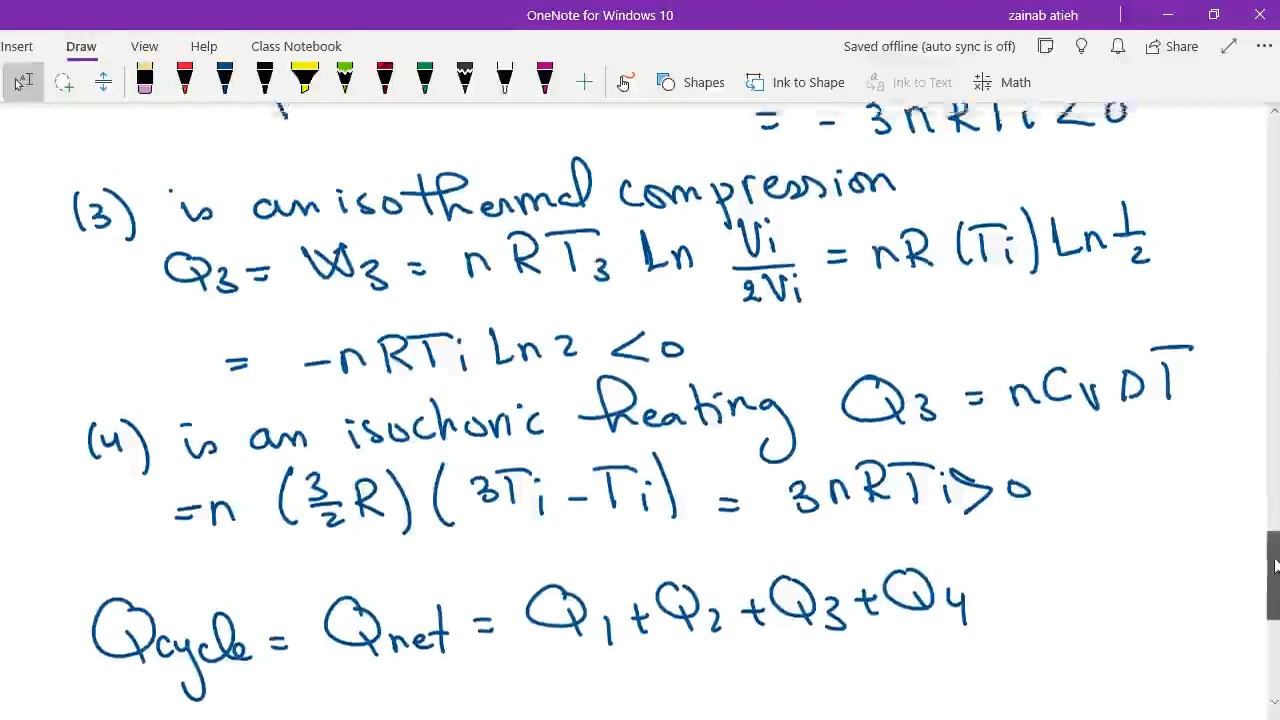 OneNote for Windows 10
zainab atieh
Insert Draw View Help Class Notebook
Saved offline (auto sync is off) Share
Shapes Ink to Shape Ink to Text Math
= - 3nRTi < 0
(3) is an isothermal compression
Q3 = W3 = nRT3 Ln Vi/2Vi = nR (Ti) Ln 1/2
= -nRTi Ln2 < 0
(4) is an isochoric heating Q3 = nCv ΔT
= n (3/2 R) (3Ti - Ti) = 3nRTi > 0
Qcycle = Qnet = Q1 + Q2 + Q3 + Q4